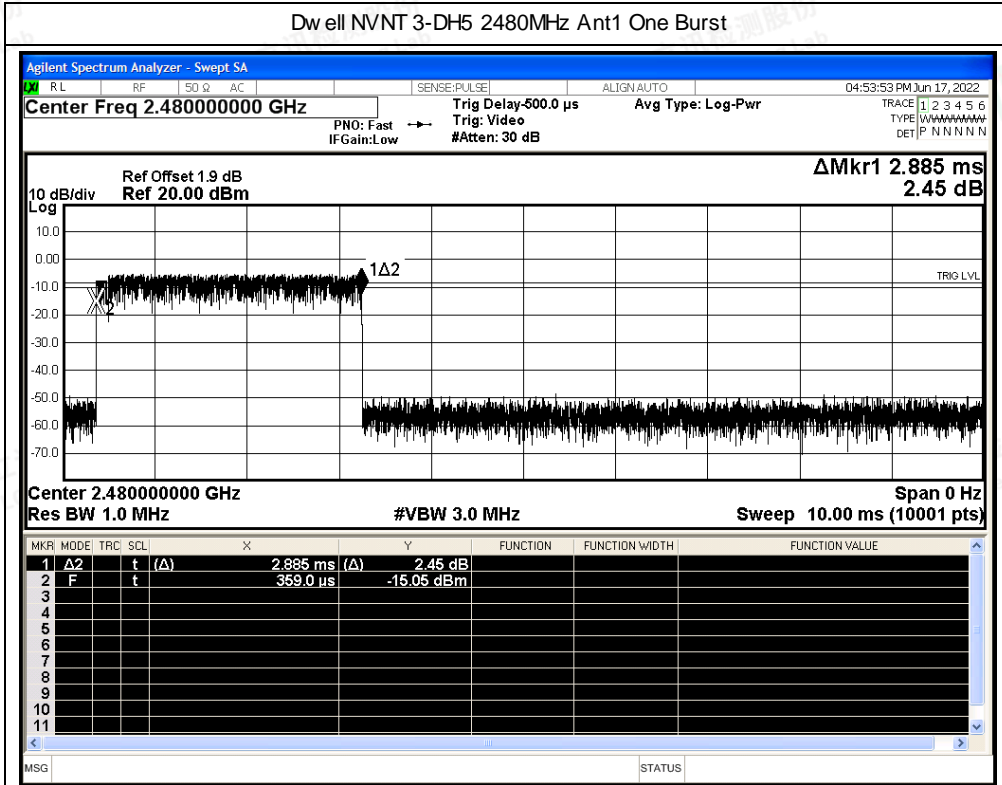 Dwell NVNT 3-DH5 2480MHz Ant1 One Burst
Agilent Spectrum Analyzer - Swept SA
LXI RL RF 50 Ω AC SENSE:PULSE ALIGN AUTO 04:53:53 PM Jun 17, 2022
Center Freq 2.480000000 GHz
PNO: Fast
IFGain:Low
Trig Delay-500.0 µs
Trig: Video
#Atten: 30 dB
Avg Type: Log-Pwr
TRACE 1 2 3 4 5 6
TYPE W
DET P N N N N N
ΔMkr1 2.885 ms
2.45 dB
Ref Offset 1.9 dB
10 dB/div Ref 20.00 dBm
Log
10.0
0.00
-10.0
-20.0
-30.0
-40.0
-50.0
-60.0
-70.0
1Δ2
2
TRIG LVL
Center 2.480000000 GHz Span 0 Hz
Res BW 1.0 MHz #VBW 3.0 MHz Sweep 10.00 ms (10001 pts)
MKR MODE TRC SCL X Y FUNCTION FUNCTION WIDTH FUNCTION VALUE
1 Δ2 t (Δ) 2.885 ms (Δ) 2.45 dB
2 F t 359.0 µs -15.05 dBm
3
4
5
6
7
8
9
10
11
MSG STATUS